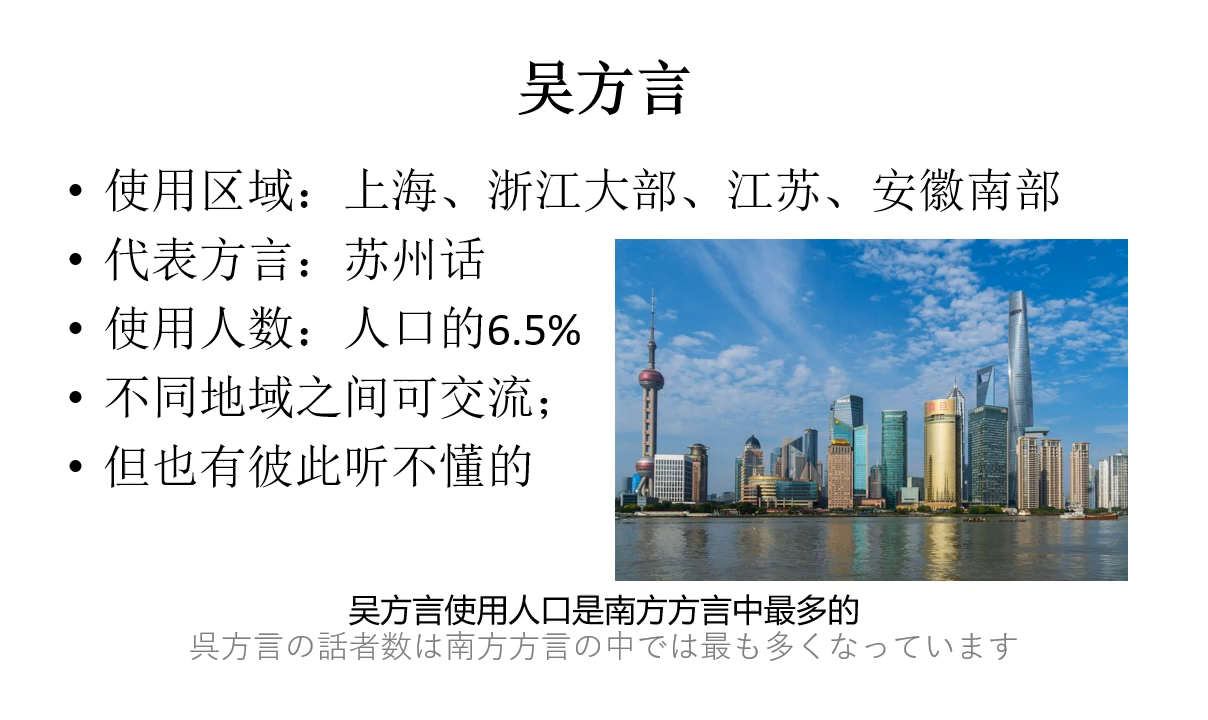 吴方言
• 使用区域：上海、浙江大部、江苏、安徽南部
• 代表方言：苏州话
• 使用人数：人口的6.5%
• 不同地域之间可交流；
• 但也有彼此听不懂的
吴方言使用人口是南方方言中最多的
呉方言の話者数は南方方言の中では最も多くなっています